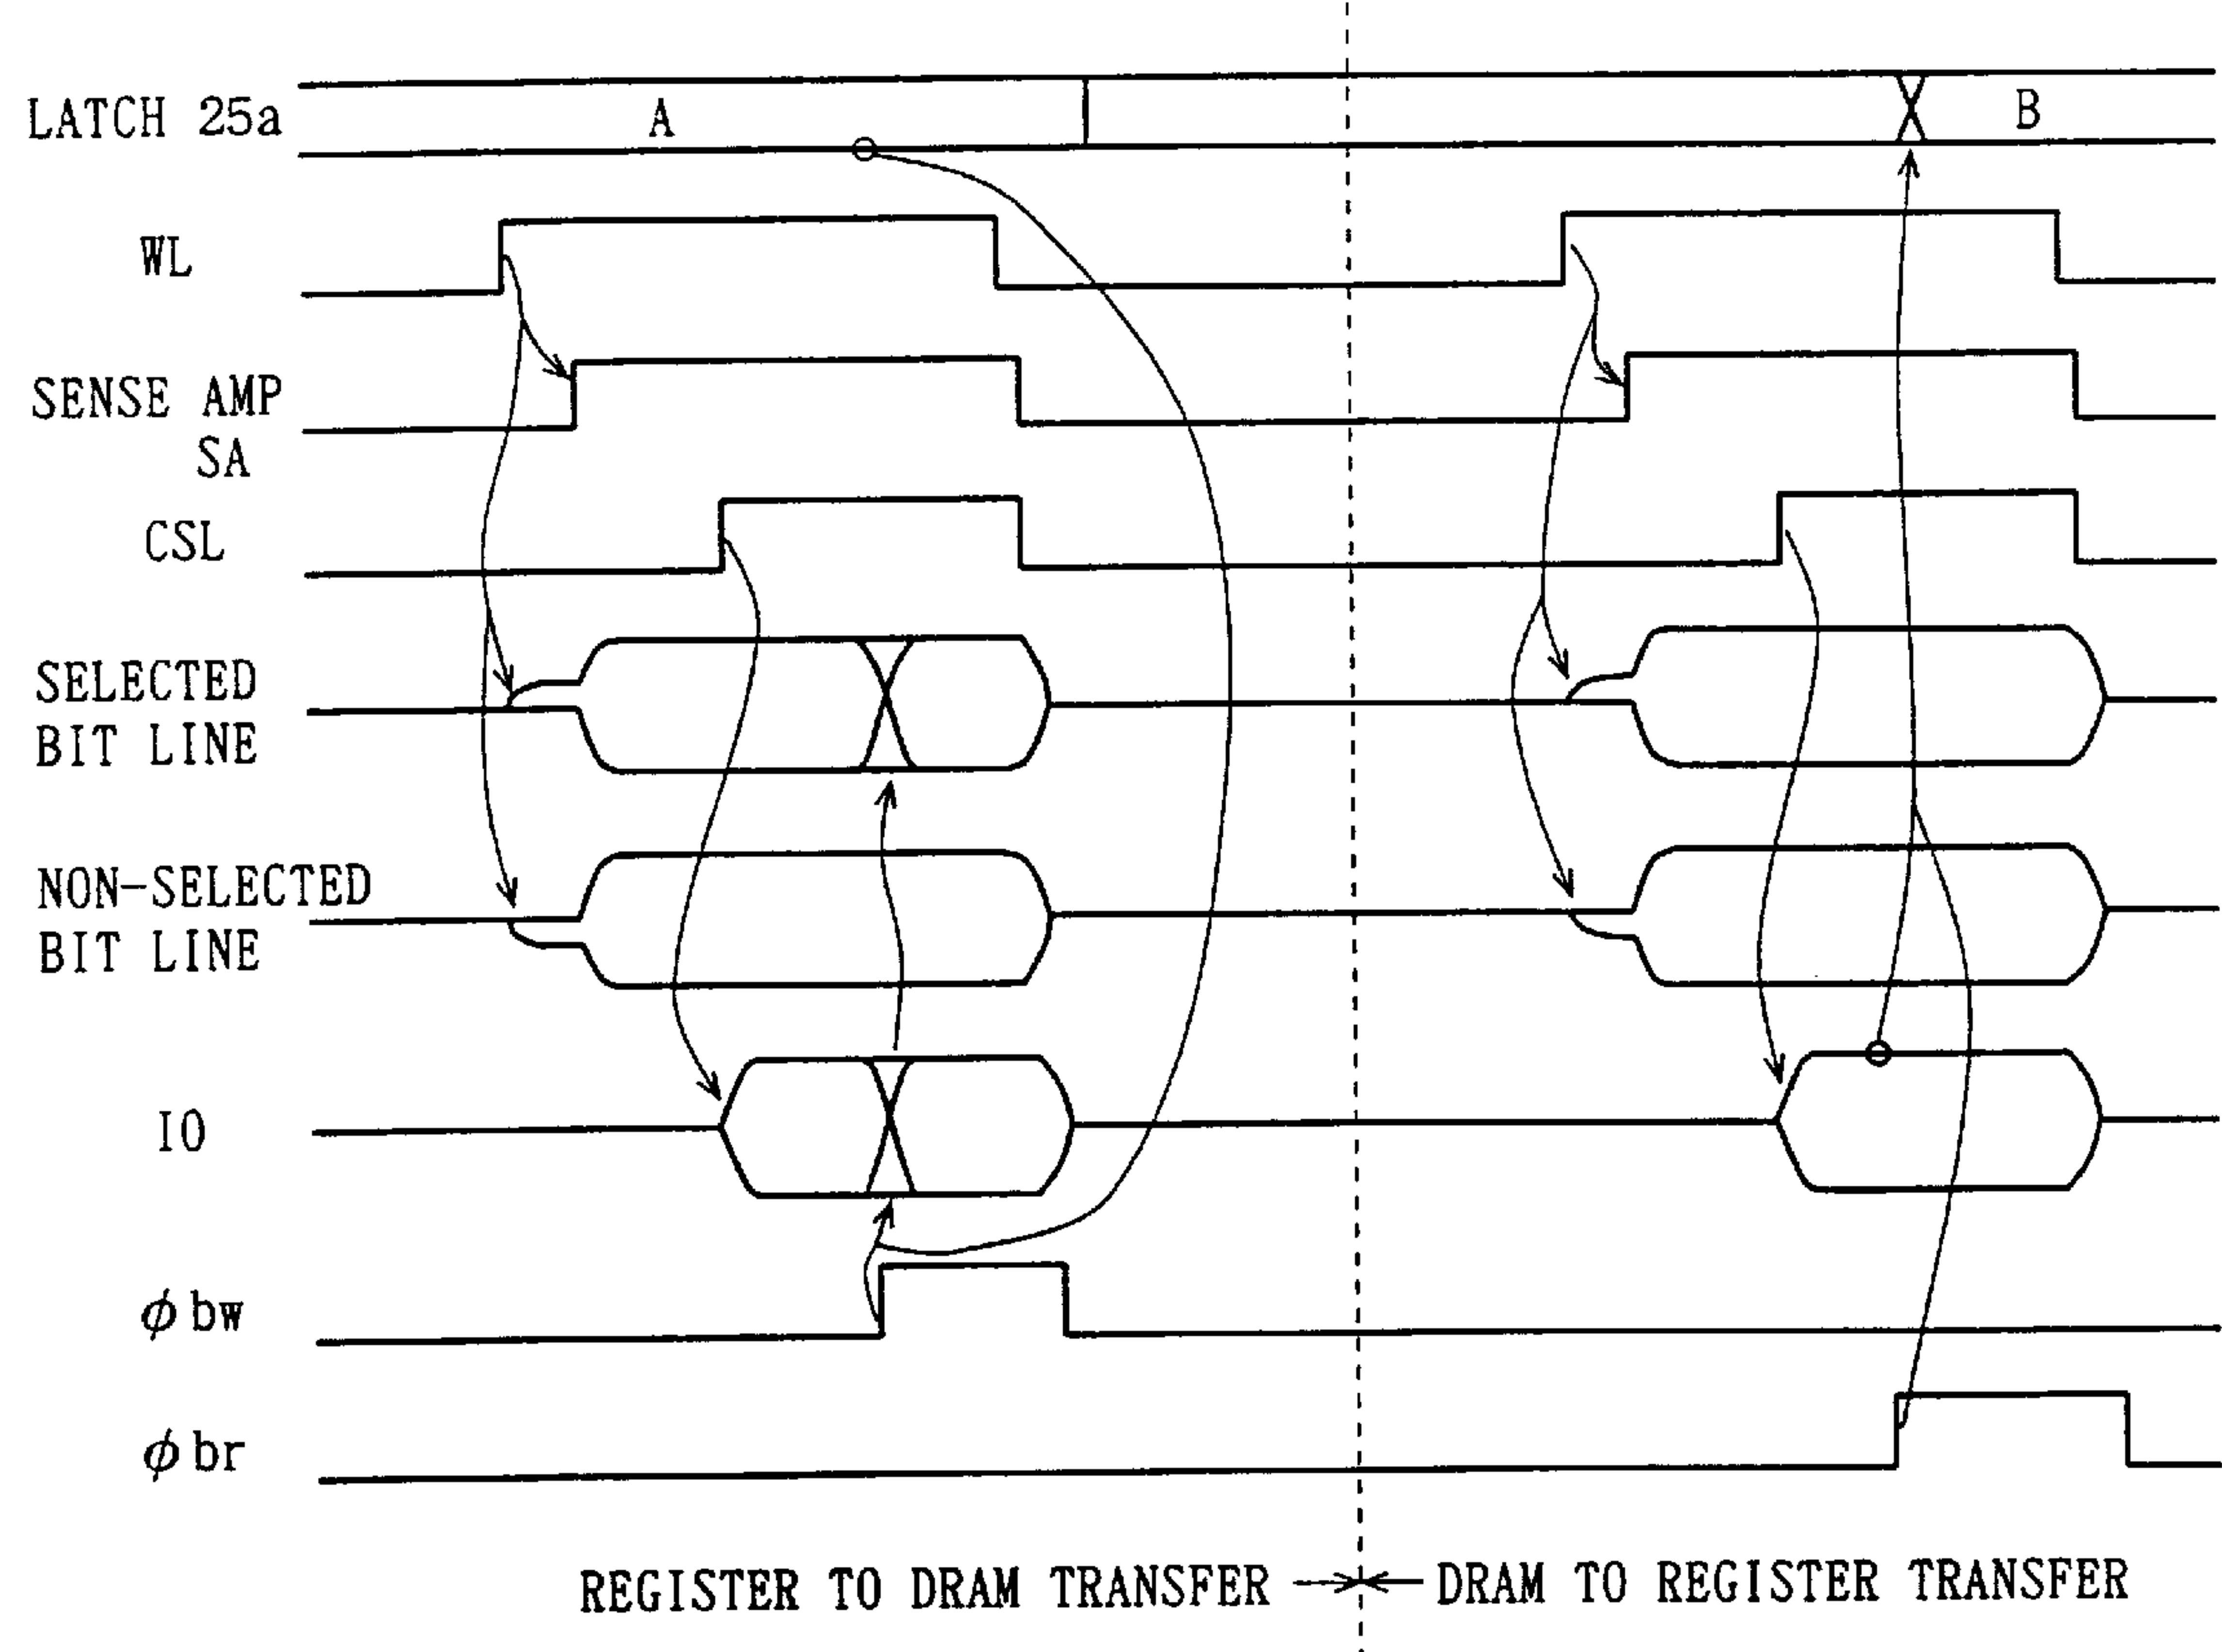 LATCH 25a
A
B
WL
SENSE AMP
SA
CSL
SELECTED
BIT LINE
NON-SELECTED
BIT LINE
IO
φbw
φbr
REGISTER TO DRAM TRANSFER
DRAM TO REGISTER TRANSFER